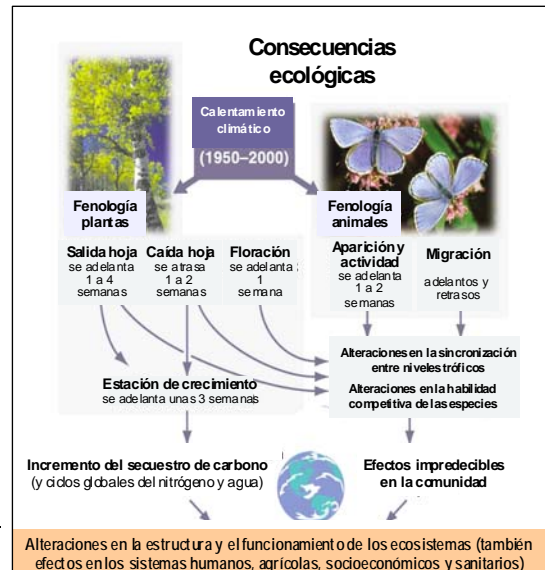 Consecuencias
ecológicas
Calentamiento
climático
(1950–2000)
Fenología
plantas
Fenología
animales
Salida hoja
se adelanta
1 a 4
semanas
Caída hoja
se atrasa
1 a 2
semanas
Floración
se adelanta
1
semana
Aparición y
actividad
se adelanta
1 a 2
semanas
Migración
adelantos y
retrasos
Estación de crecimiento
se adelanta unas 3 semanas
Alteraciones en la sincronización
entre niveles tróficos
Alteraciones en la habilidad
competitiva de las especies
Incremento del secuestro de carbono
(y ciclos globales del nitrógeno y agua)
Efectos impredecibles
en la comunidad
Alteraciones en la estructura y el funcionamiento de los ecosistemas (también
efectos en los sistemas humanos, agrícolas, socioeconómicos y sanitarios)